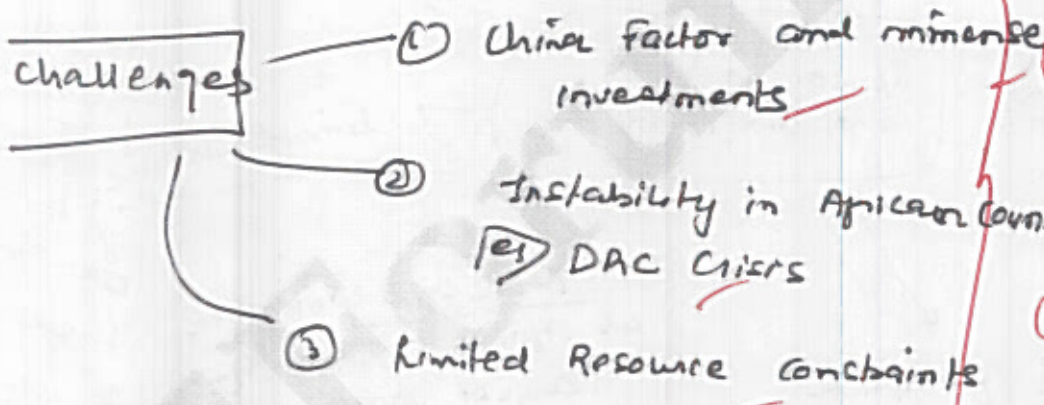 Challenges
① China Factor and immense
investments
② Instability in African Coun
eg DRC Crisis
③ Limited Resource constraints